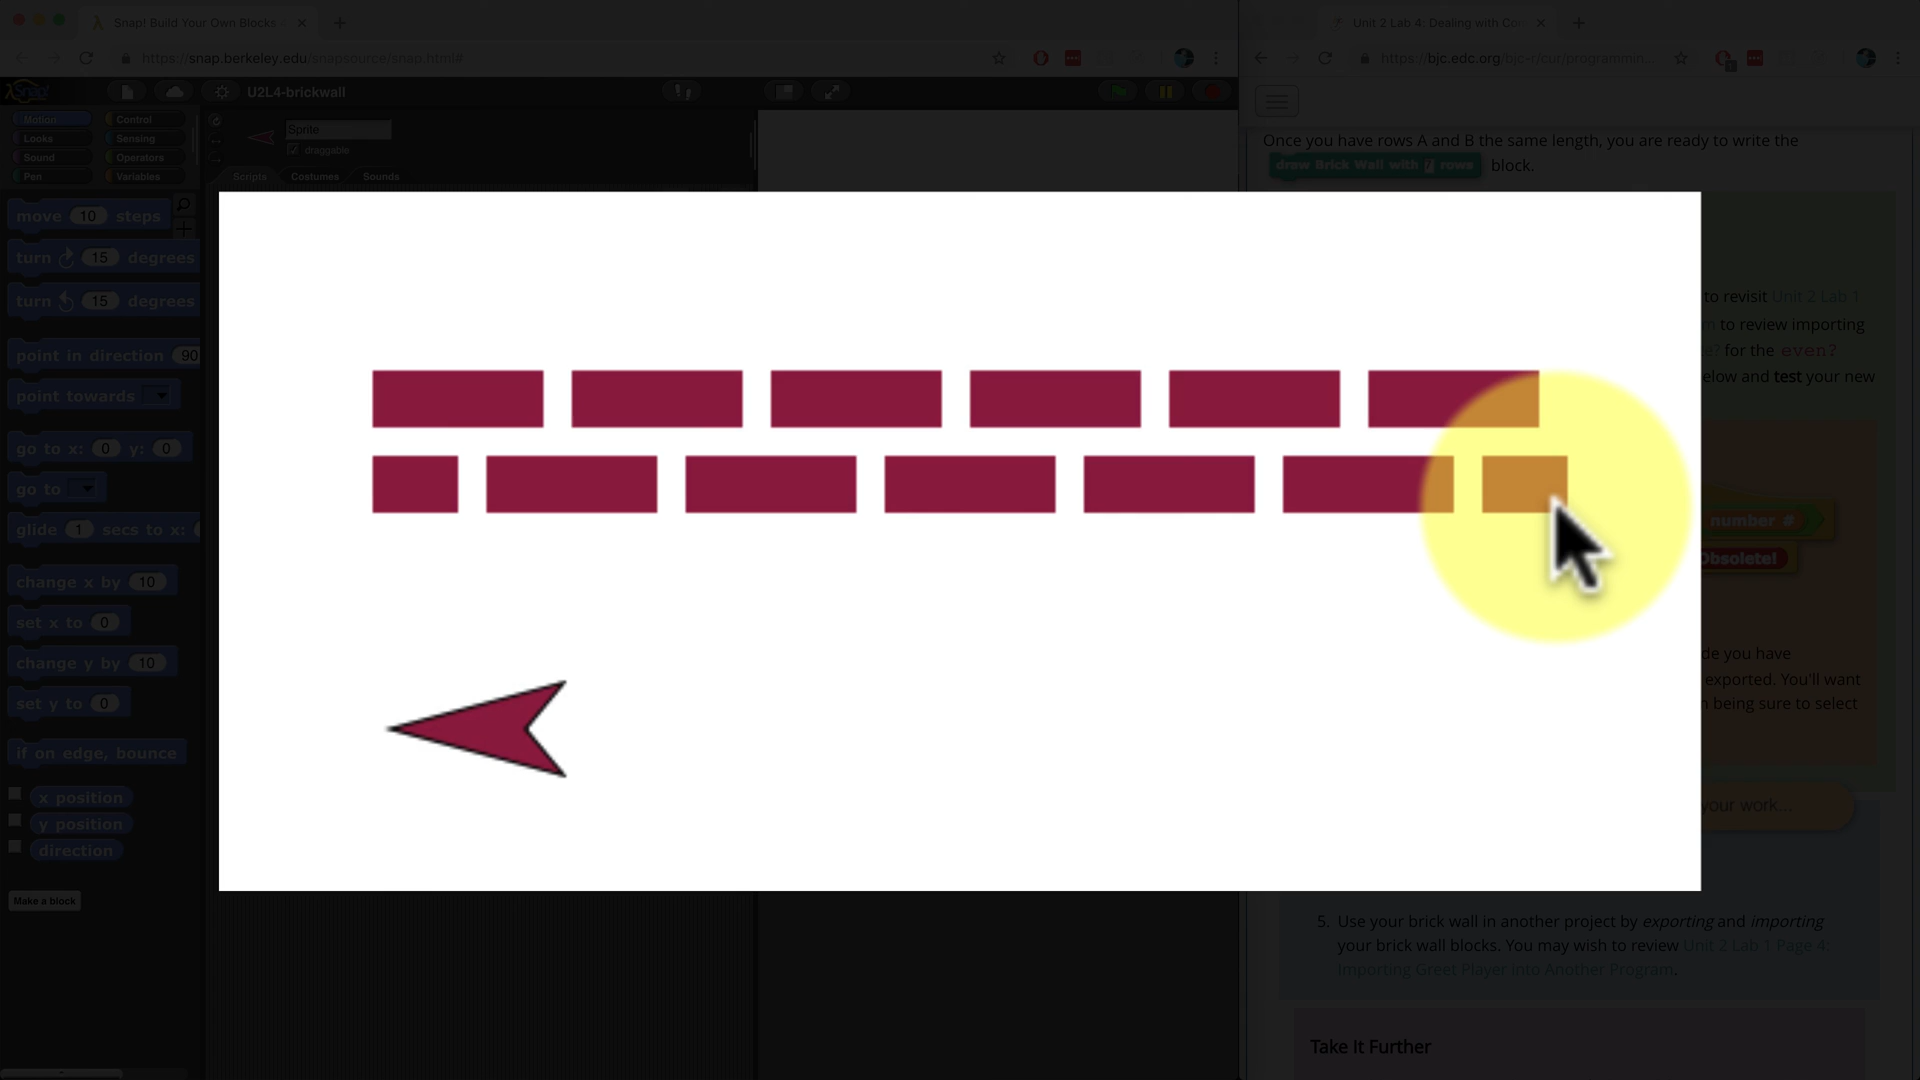 Snap! Build Your Own Blocks
Unit 2 Lab 4: Dealing with Co
https://snap.berkeley.edu/snapsource/snap.html#
https://bjc.edc.org/bjc-r/cur/programmin...
Snap!
U2L4-brickwall
Motion
Control
Looks
Sensing
Sound
Operators
Pen
Variables
Sprite
draggable
Scripts
Costumes
Sounds
move 10 steps
turn 15 degrees
turn 15 degrees
point in direction 90
point towards
go to x: 0 y: 0
go to
glide 1 secs to x:
change x by 10
set x to 0
change y by 10
set y to 0
if on edge, bounce
x position
y position
direction
Make a block
Once you have rows A and B the same length, you are ready to write the
draw Brick Wall with rows block.
to revisit Unit 2 Lab 1
to review importing
for the even?
elow and test your new
number #
Obsolete!
de you have
exported. You'll want
being sure to select
your work...
5. Use your brick wall in another project by exporting and importing
your brick wall blocks. You may wish to review Unit 2 Lab 1 Page 4:
Importing Greet Player Into Another Program.
Take It Further